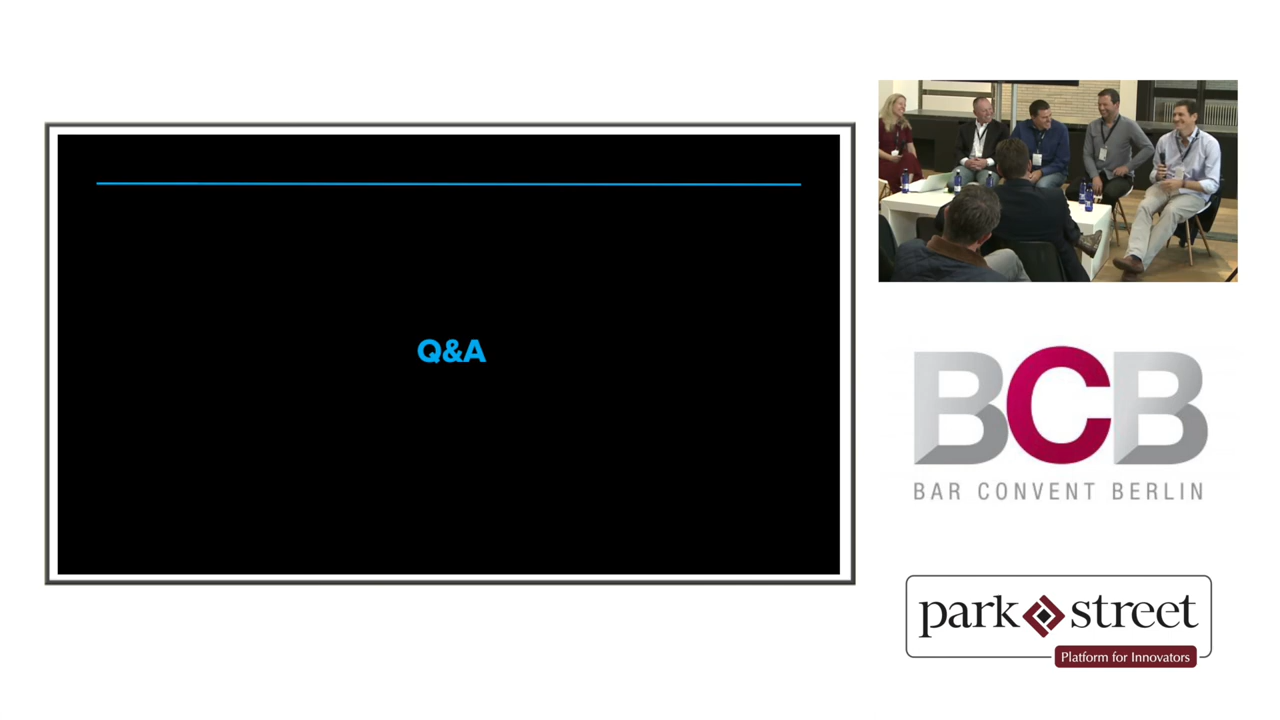 Q&A
BCB
BAR CONVENT BERLIN
park street
Platform for Innovators